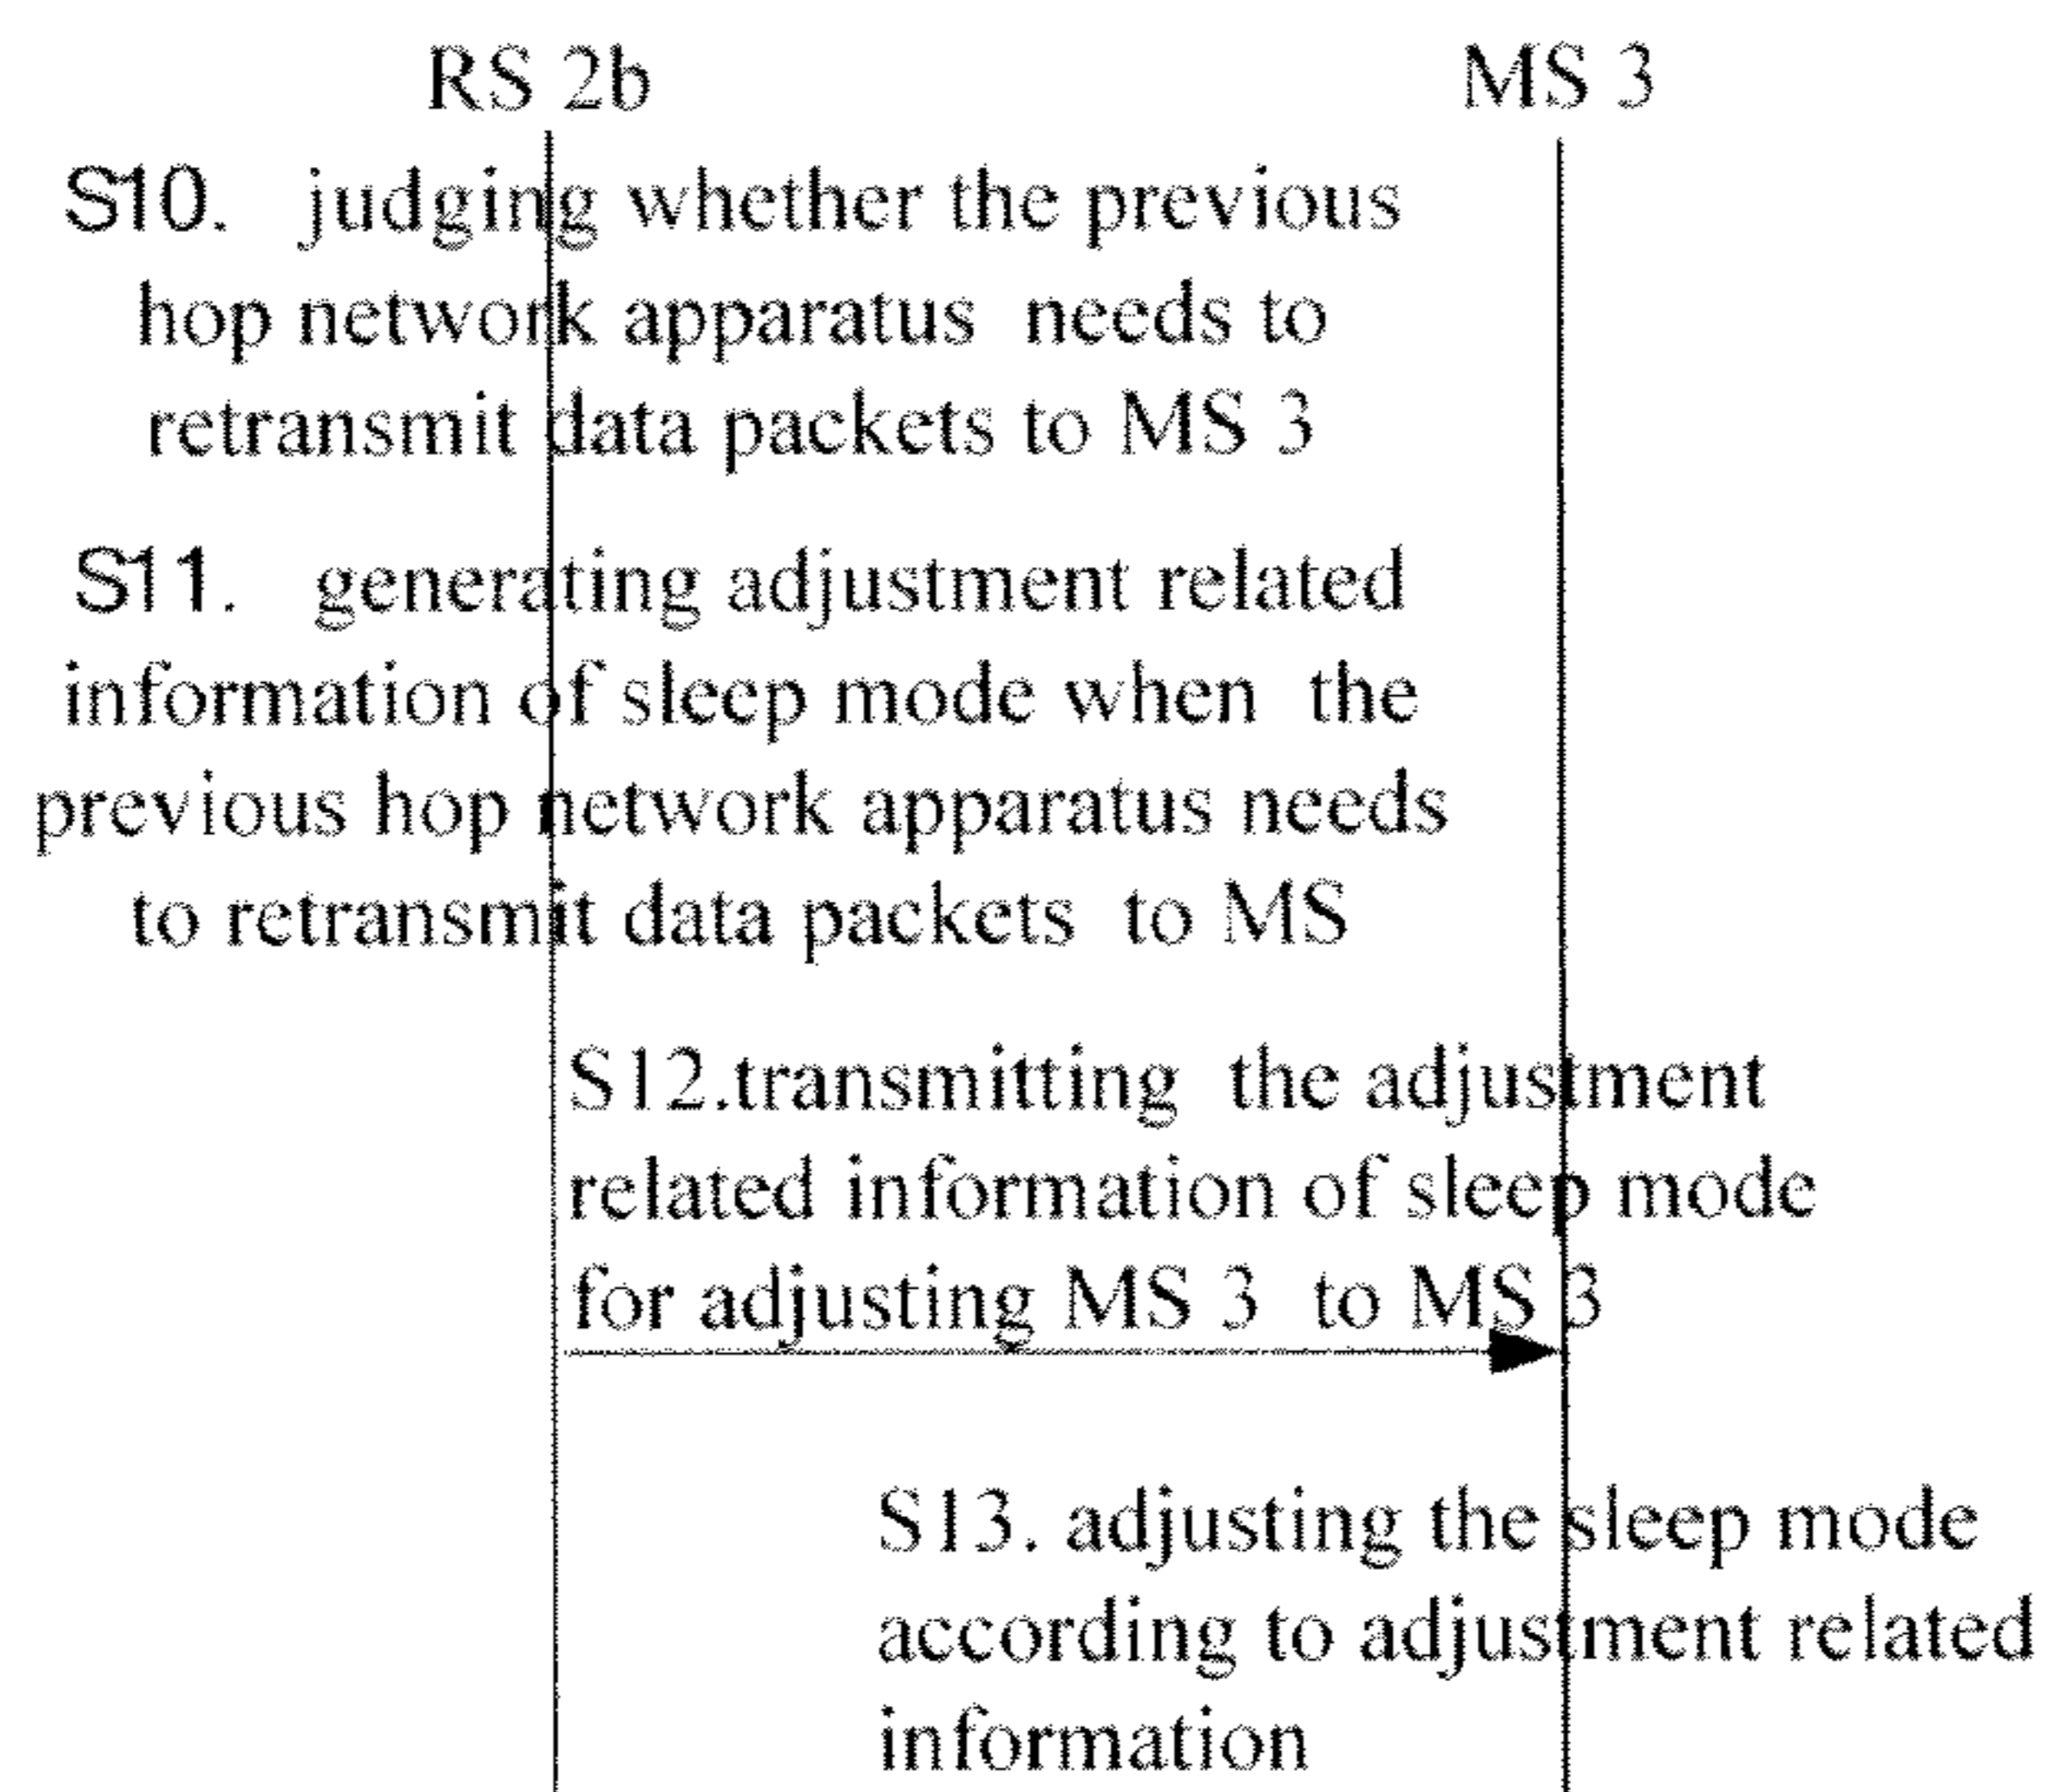 RS 2b MS 3
S10. judging whether the previous
hop network apparatus needs to
retransmit data packets to MS 3
S11. generating adjustment related
information of sleep mode when the
previous hop network apparatus needs
to retransmit data packets to MS
S12.transmitting the adjustment
related information of sleep mode
for adjusting MS 3 to MS 3
S13. adjusting the sleep mode
according to adjustment related
information